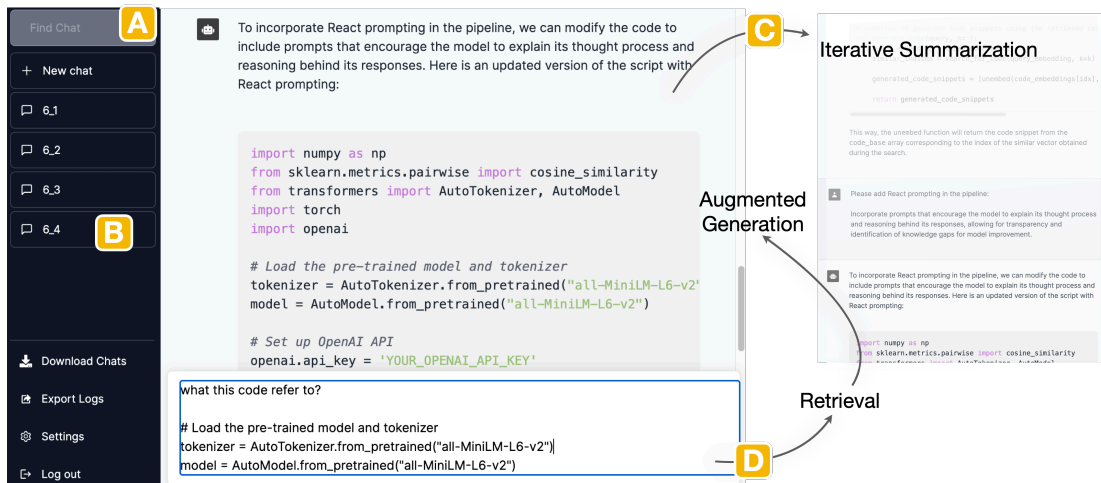 Find Chat
A
New chat
6_1
6_2
6_3
6_4
B
Download Chats
Export Logs
Settings
Log out
To incorporate React prompting in the pipeline, we can modify the code to
include prompts that encourage the model to explain its thought process and
reasoning behind its responses. Here is an updated version of the script with
React prompting:
import numpy as np
from sklearn.metrics.pairwise import cosine_similarity
from transformers import AutoTokenizer, AutoModel
import torch
import openai
# Load the pre-trained model and tokenizer
tokenizer = AutoTokenizer.from_pretrained("all-MiniLM-L6-v2"
model = AutoModel.from_pretrained("all-MiniLM-L6-v2")
# Set up OpenAI API
openai.api_key = 'YOUR_OPENAI_API_KEY'
what this code refer to?
# Load the pre-trained model and tokenizer
tokenizer = AutoTokenizer.from_pretrained("all-MiniLM-L6-v2")
model = AutoModel.from_pretrained("all-MiniLM-L6-v2")
C
Iterative Summarization
Augmented
Generation
Retrieval
D
generated_code_snippets = [unembed(code_embeddings[idx],
return generated_code_snippets
This way, the unembed function will return the code snippet from the
code_base array corresponding to the index of the similar vector obtained
during the search.
Please add React prompting in the pipeline:
Incorporate prompts that encourage the model to explain its thought process
and reasoning behind its responses, allowing for transparency and
identification of knowledge gaps for model improvement.
To incorporate React prompting in the pipeline, we can modify the code to
include prompts that encourage the model to explain its thought process and
reasoning behind its responses. Here is an updated version of the script with
React prompting:
import numpy as np
from sklearn.metrics.pairwise import cosine_similarity